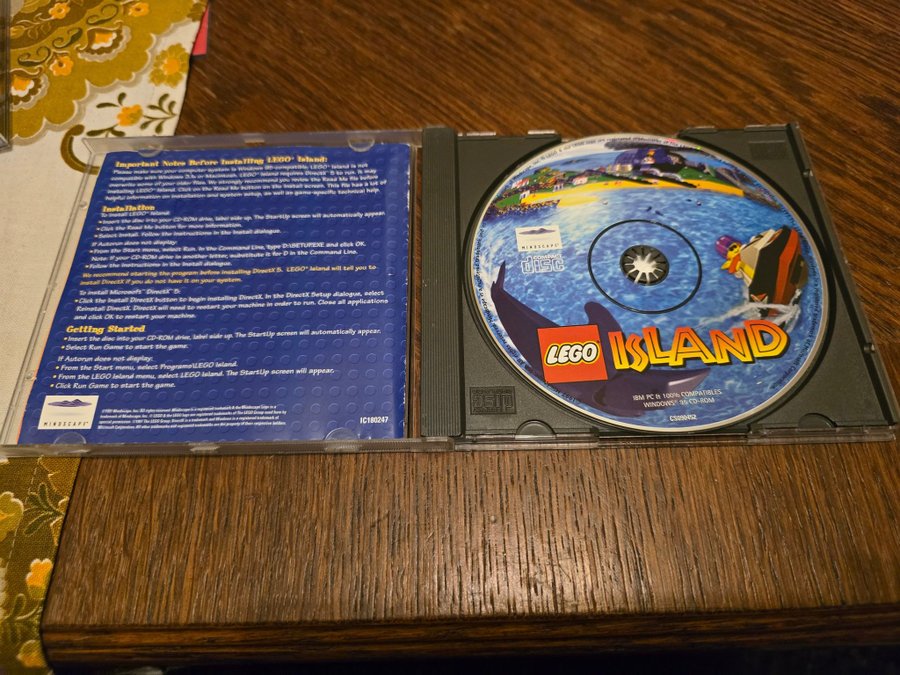 Important Notes Before Installing LEGO® Island:
Please make sure your computer system is Windows 95-compatible. LEGO® Island is not
compatible with Windows 3.1x or Macintosh. LEGO® Island requires DirectX™ 5 to run. It may
overwrite some of your older files. We strongly recommend you review the Read Me file before
installing LEGO® Island. Click on the Read Me button on the Install screen. This file has a lot of
helpful information on installation and system setup, as well as game-specific technical help.
Installation
To install LEGO® Island:
• Insert the disc into your CD-ROM drive, label side up. The StartUp screen will automatically appear.
• Click the Read Me button for more information.
• Select Install. Follow the instructions in the Install dialogue.
If Autorun does not display:
• From the Start menu, select Run. In the Command Line, type D:\SETUP.EXE and click OK.
Note: If your CD-ROM drive is another letter, substitute it for D in the Command Line.
• Follow the instructions in the Install dialogue.
We recommend starting the program before installing DirectX 5. LEGO® Island will tell you to
install DirectX if you do not have it on your system.
To install Microsoft™ DirectX™ 5:
• Click the Install DirectX button to begin installing DirectX. In the DirectX Setup dialogue, select
Reinstall DirectX. DirectX will need to restart your machine in order to run. Close all applications
and click OK to restart your machine.
Getting Started
• Insert the disc into your CD-ROM drive, label side up. The StartUp screen will automatically appear.
• Select Run Game to start the game.
If Autorun does not display:
• From the Start menu, select Programs\LEGO Island.
• From the LEGO Island menu, select LEGO Island. The StartUp screen will appear.
• Click Run Game to start the game.
MINDSCAPE®
IC180247
MINDSCAPE®
COMPACT
disc
LEGO
ISLAND
IBM PC & 100% COMPATIBLES
WINDOWS® 95 CD-ROM
CS090452